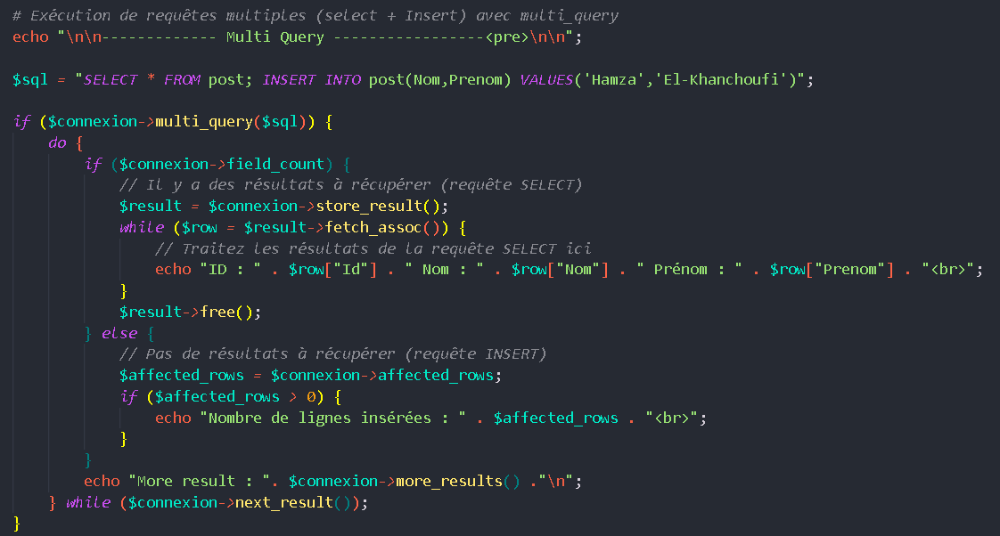 # Exécution de requêtes multiples (select + Insert) avec multi_query
echo "\n\n------------- Multi Query -----------------<pre>\n\n";
$sql = "SELECT * FROM post; INSERT INTO post(Nom,Prenom) VALUES('Hamza','El-Khanchoufi')";
if ($connexion->multi_query($sql)) {
    do {
        if ($connexion->field_count) {
            // Il y a des résultats à récupérer (requête SELECT)
            $result = $connexion->store_result();
            while ($row = $result->fetch_assoc()) {
                // Traitez les résultats de la requête SELECT ici
                echo "ID : " . $row["Id"] . " Nom : " . $row["Nom"] . " Prénom : " . $row["Prenom"] . "<br>";
            }
            $result->free();
        } else {
            // Pas de résultats à récupérer (requête INSERT)
            $affected_rows = $connexion->affected_rows;
            if ($affected_rows > 0) {
                echo "Nombre de lignes insérées : " . $affected_rows . "<br>";
            }
        }
        echo "More result : ". $connexion->more_results() ."\n";
    } while ($connexion->next_result());
}